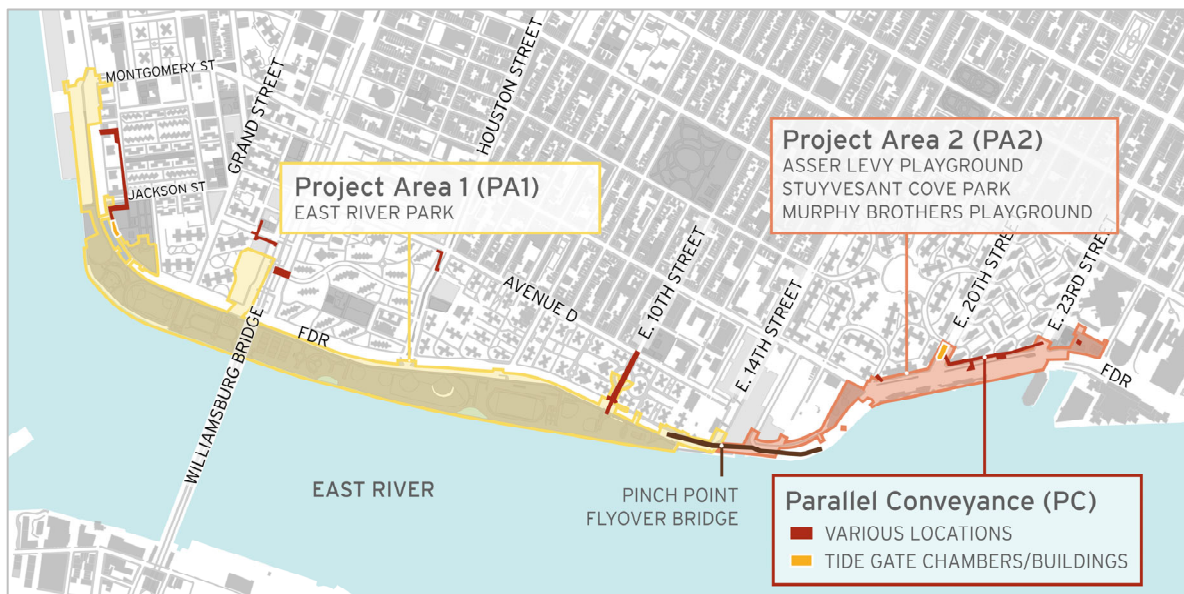 MONTGOMERY ST
GRAND STREET
HOUSTON STREET
JACKSON ST
Project Area 1 (PA1)
EAST RIVER PARK
Project Area 2 (PA2)
ASSER LEVY PLAYGROUND
STUYVESANT COVE PARK
MURPHY BROTHERS PLAYGROUND
AVENUE D
E. 10TH STREET
E. 14TH STREET
E. 20TH STREET
E. 23RD STREET
FDR
FDR
WILLIAMSBURG BRIDGE
EAST RIVER
PINCH POINT
FLYOVER BRIDGE
Parallel Conveyance (PC)
VARIOUS LOCATIONS
TIDE GATE CHAMBERS/BUILDINGS